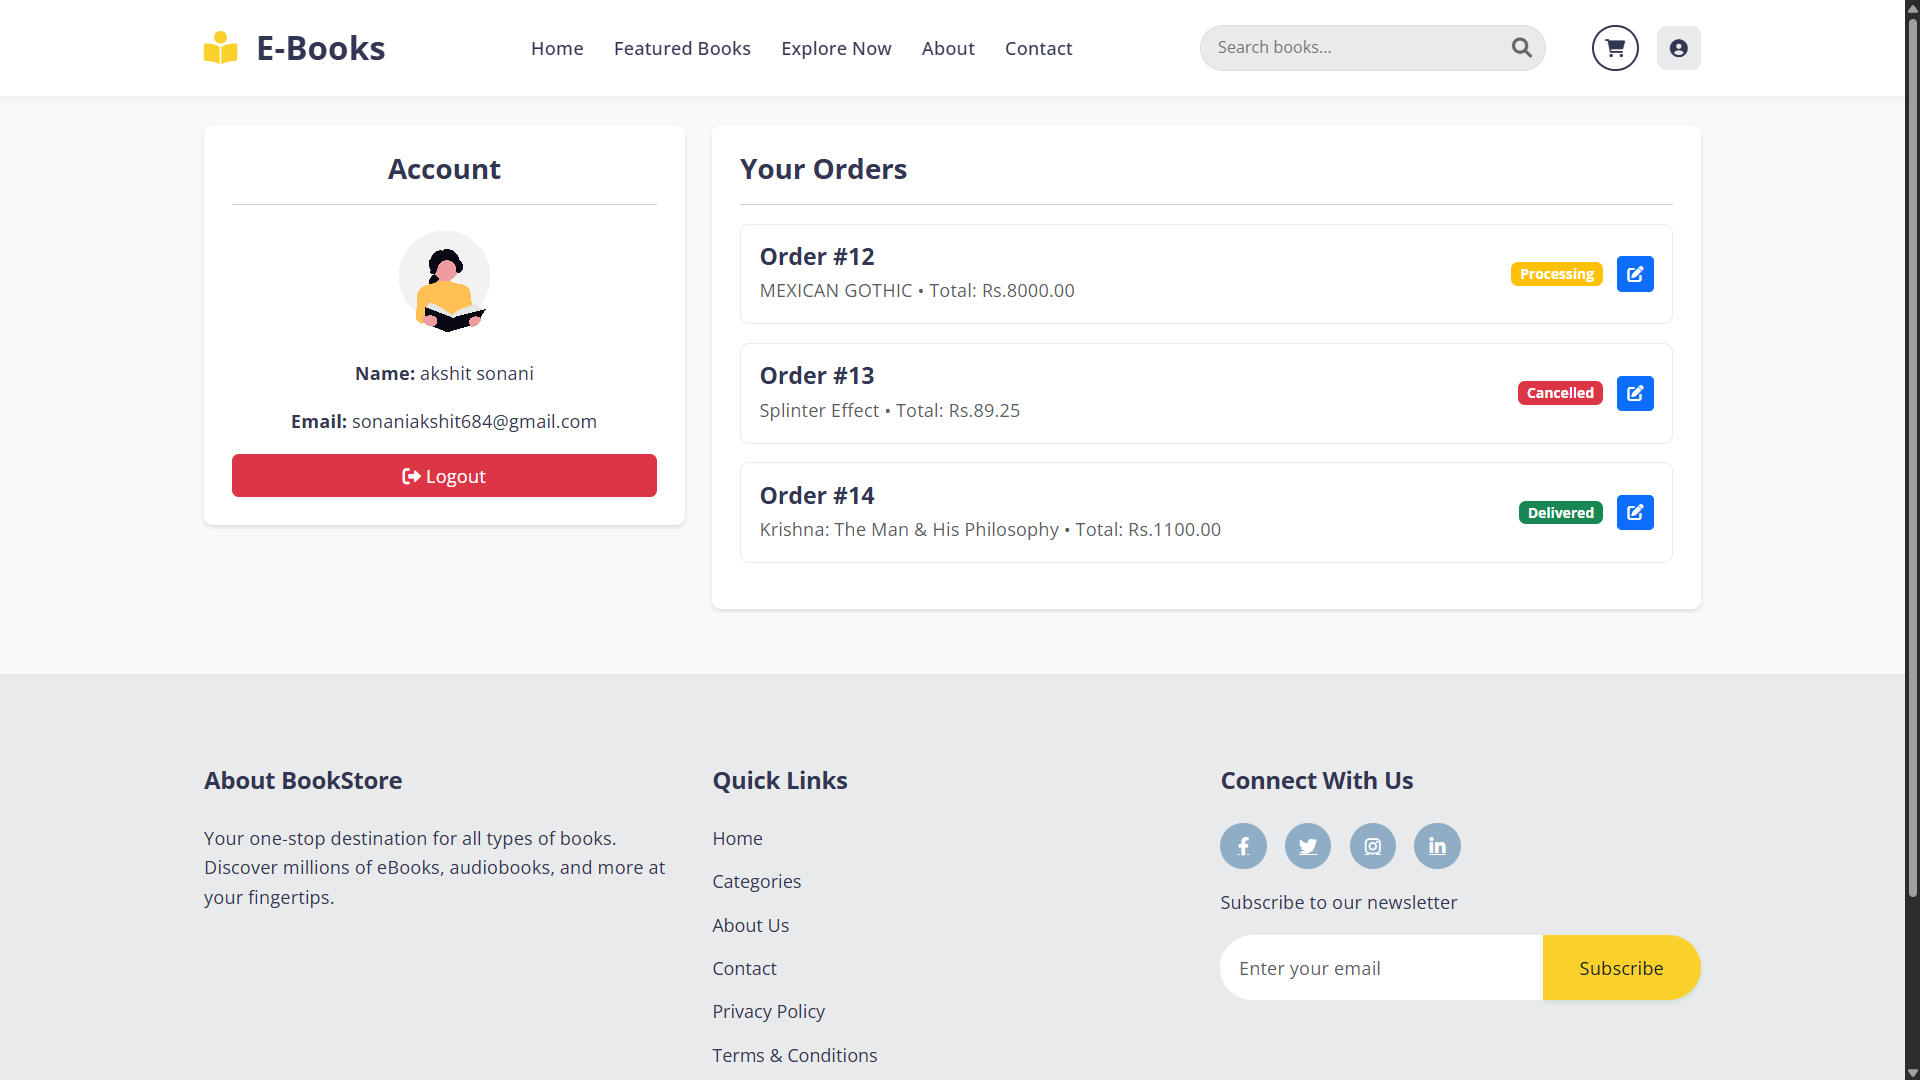 E-Books
Home
Featured Books
Explore Now
About
Contact
Search books...
Account
Name: akshit sonani
Email: sonaniakshit684@gmail.com
Logout
Your Orders
Order #12
MEXICAN GOTHIC • Total: Rs.8000.00
Processing
Order #13
Splinter Effect • Total: Rs.89.25
Cancelled
Order #14
Krishna: The Man & His Philosophy • Total: Rs.1100.00
Delivered
About BookStore
Your one-stop destination for all types of books.
Discover millions of eBooks, audiobooks, and more at
your fingertips.
Quick Links
Home
Categories
About Us
Contact
Privacy Policy
Terms & Conditions
Connect With Us
Subscribe to our newsletter
Enter your email
Subscribe